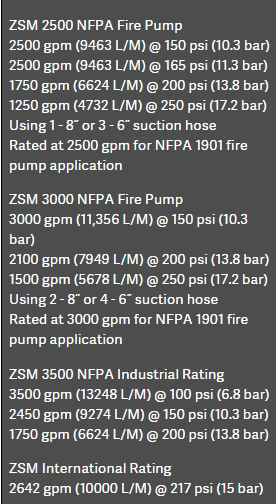 ZSM 2500 NFPA Fire Pump
2500 gpm (9463 L/M) @ 150 psi (10.3 bar)
2500 gpm (9463 L/M) @ 165 psi (11.3 bar)
1750 gpm (6624 L/M) @ 200 psi (13.8 bar)
1250 gpm (4732 L/M) @ 250 psi (17.2 bar)
Using 1 - 8” or 3 - 6” suction hose
Rated at 2500 gpm for NFPA 1901 fire
pump application
ZSM 3000 NFPA Fire Pump
3000 gpm (11,356 L/M) @ 150 psi (10.3
bar)
2100 gpm (7949 L/M) @ 200 psi (13.8 bar)
1500 gpm (5678 L/M) @ 250 psi (17.2 bar)
Using 2 - 8” or 4 - 6” suction hose
Rated at 3000 gpm for NFPA 1901 fire
pump application
ZSM 3500 NFPA Industrial Rating
3500 gpm (13248 L/M) @ 100 psi (6.8 bar)
2450 gpm (9274 L/M) @ 150 psi (10.3 bar)
1750 gpm (6624 L/M) @ 200 psi (13.8 bar)
ZSM International Rating
2642 gpm (10000 L/M) @ 217 psi (15 bar)